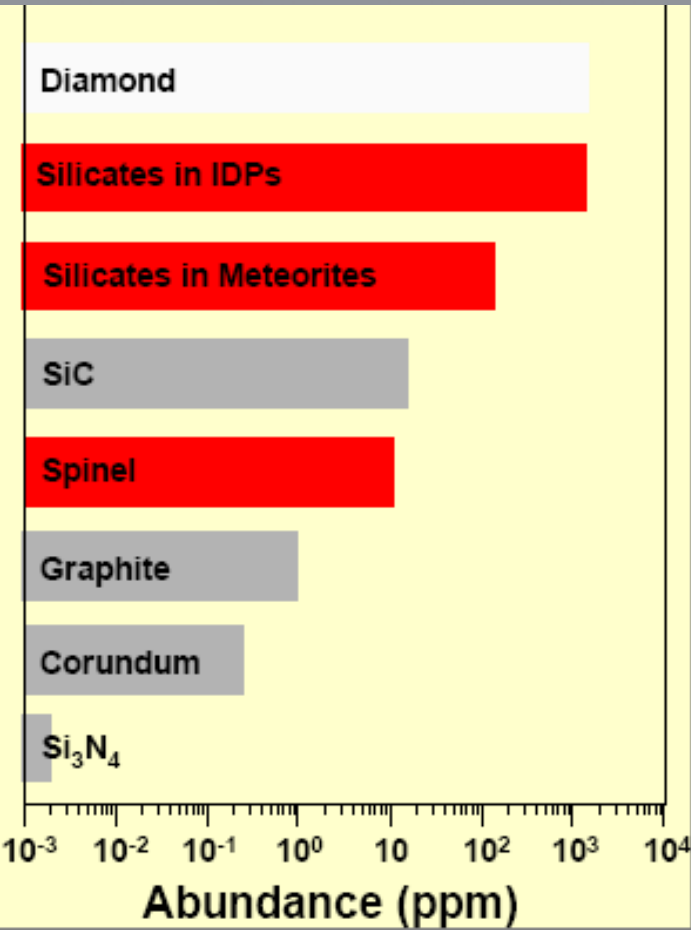 Diamond
Silicates in IDPs
Silicates in Meteorites
SiC
Spinel
Graphite
Corundum
Si₃N₄
10⁻³ 10⁻² 10⁻¹ 10⁰ 10 10² 10³ 10⁴
Abundance (ppm)